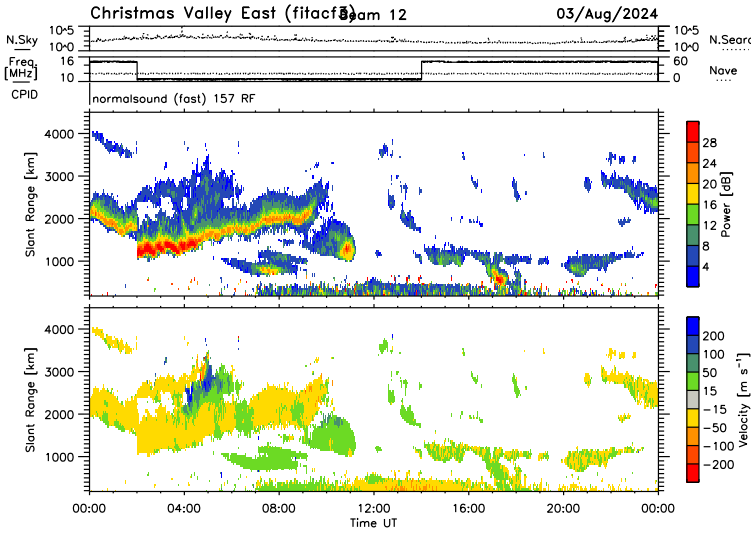 Christmas Valley East (fitacf3)
Beam 12
03/Aug/2024
N.Sky
10^5
10^0
10^5
10^0
N.Searc
Freq.
[MHz]
16
10
60
0
Nave
CPID
normalsound (fast) 157 RF
Slant Range [km]
4000
3000
2000
1000
28
24
20
16
12
8
4
Power [dB]
Slant Range [km]
4000
3000
2000
1000
200
100
50
15
-15
-50
-100
-200
Velocity [m s⁻¹]
00:00 04:00 08:00 12:00 16:00 20:00 00:00
Time UT